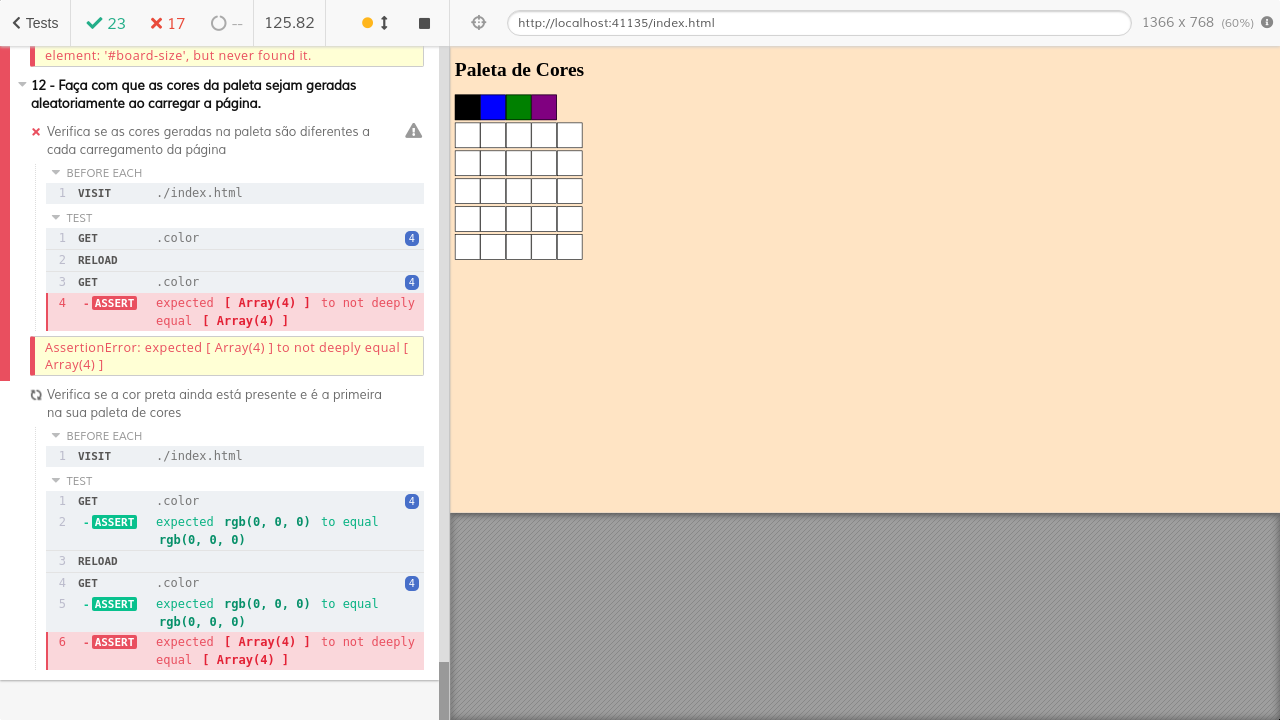 Tests 23 17 -- 125.82 http://localhost:41135/index.html 1366 x 768 (60%)
element: '#board-size', but never found it.
12 - Faça com que as cores da paleta sejam geradas
aleatoriamente ao carregar a página.
Verifica se as cores geradas na paleta são diferentes a
cada carregamento da página
BEFORE EACH
1 VISIT ./index.html
TEST
1 GET .color 4
2 RELOAD
3 GET .color 4
4 - ASSERT expected [ Array(4) ] to not deeply
equal [ Array(4) ]
AssertionError: expected [ Array(4) ] to not deeply equal [
Array(4) ]
Verifica se a cor preta ainda está presente e é a primeira
na sua paleta de cores
BEFORE EACH
1 VISIT ./index.html
TEST
1 GET .color 4
2 - ASSERT expected rgb(0, 0, 0) to equal
rgb(0, 0, 0)
3 RELOAD
4 GET .color 4
5 - ASSERT expected rgb(0, 0, 0) to equal
rgb(0, 0, 0)
6 - ASSERT expected [ Array(4) ] to not deeply
equal [ Array(4) ]
Paleta de Cores